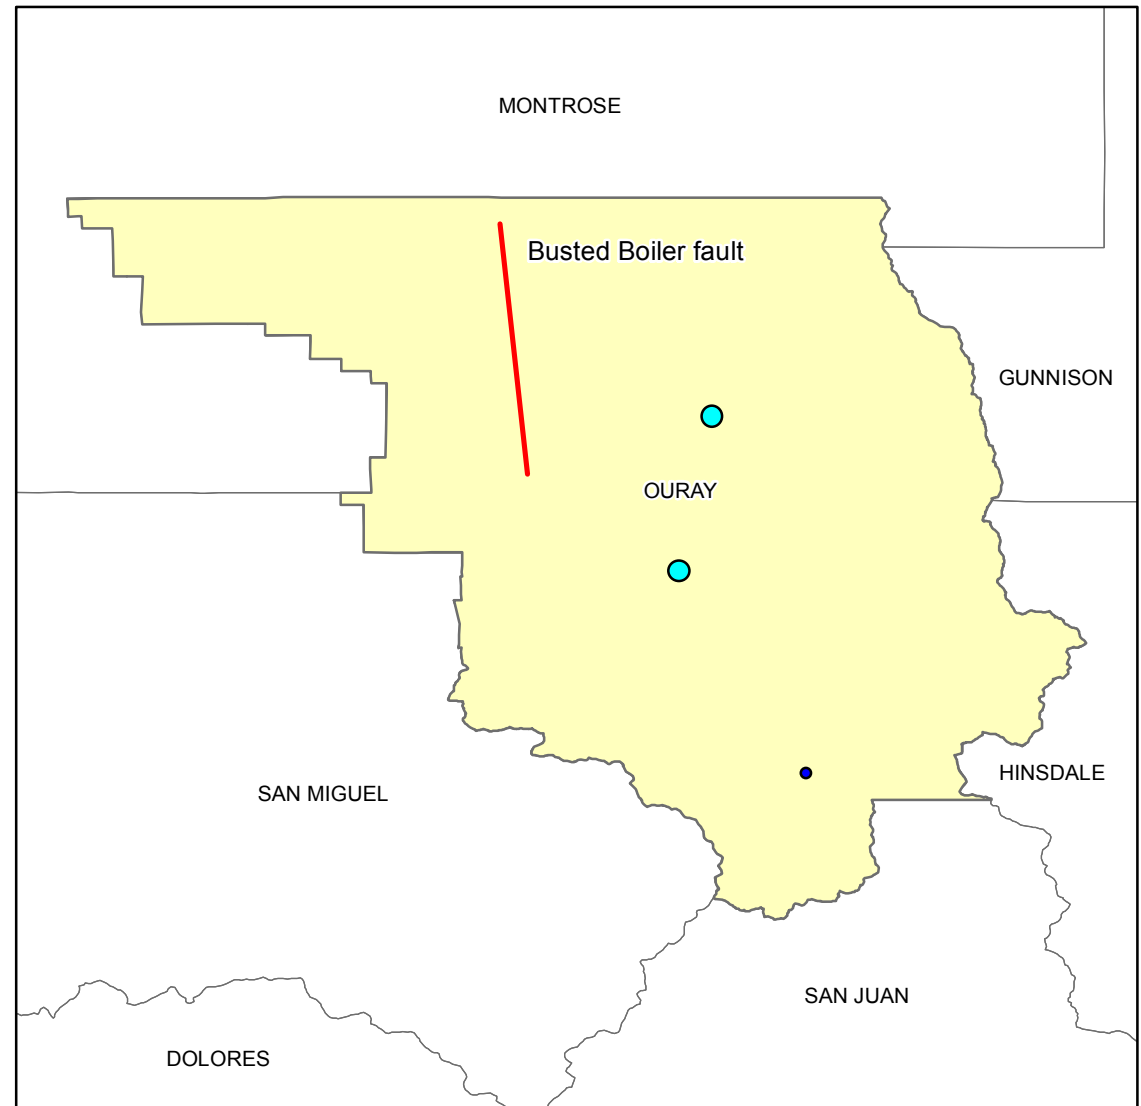 MONTROSE
Busted Boiler fault
GUNNISON
OURAY
HINSDALE
SAN MIGUEL
SAN JUAN
DOLORES